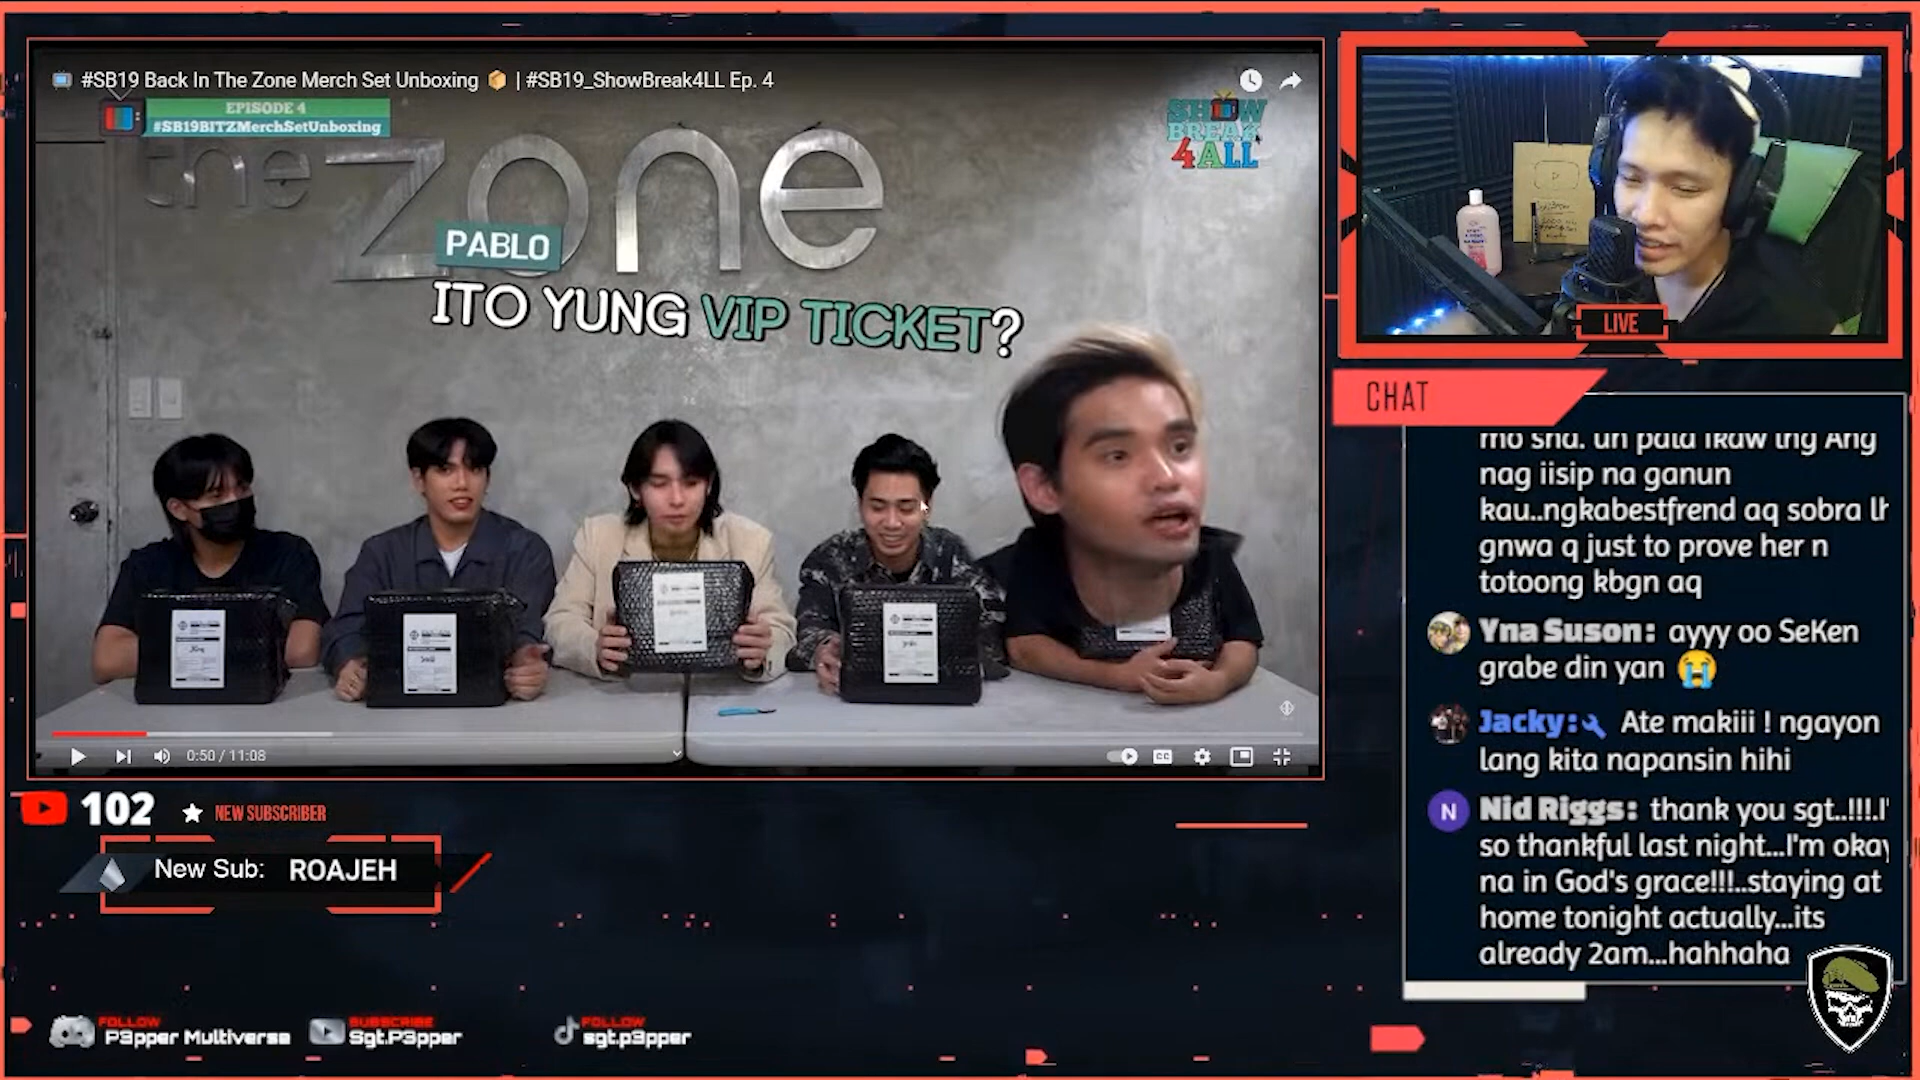 #SB19 Back In The Zone Merch Set Unboxing 📦 | #SB19_ShowBreak4LL Ep. 4
EPISODE 4
#SB19BITZMerchSetUnboxing
SHOW
BREAK
4ALL
the zone
PABLO
ITO YUNG VIP TICKET?
0:50 / 11:08
CC
LIVE
CHAT
nag iisip na ganun
kau..ngkabestfrend aq sobra lh
gnwa q just to prove her n
totoong kbgn aq
Yna Suson: ayyy oo SeKen
grabe din yan 😭
Jacky:🔧 Ate makiii ! ngayon
lang kita napansin hihi
N Nid Riggs: thank you sgt..!!!.I'
so thankful last night...I'm okay
na in God's grace!!!..staying at
home tonight actually...its
already 2am...hahhaha
102
NEW SUBSCRIBER
New Sub: ROAJEH
FOLLOW
P3pper Multiverse
SUBSCRIBE
Sgt.P3pper
FOLLOW
sgt.p3pper